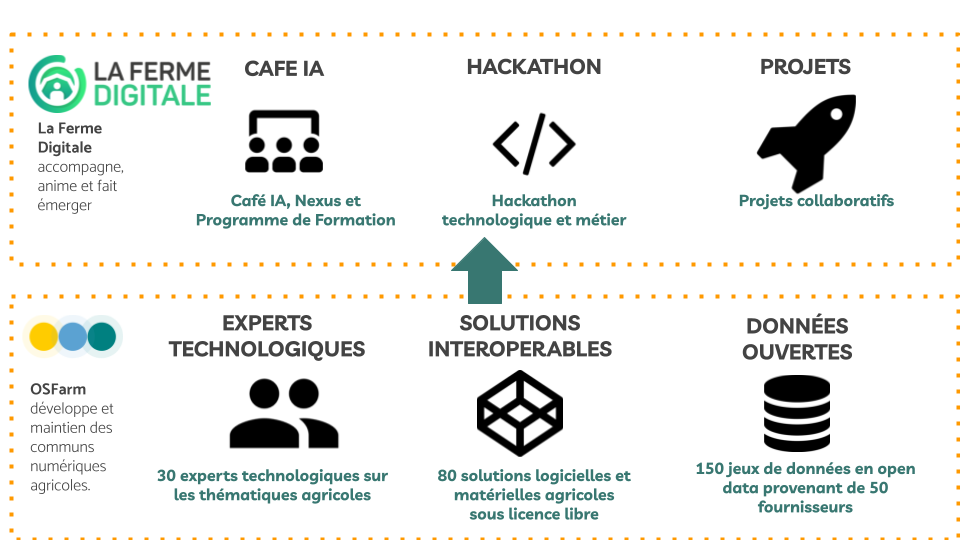 LA FERME
DIGITALE
La Ferme
Digitale
accompagne,
anime et fait
émerger
CAFE IA
Café IA, Nexus et
Programme de Formation
HACKATHON
Hackathon
technologique et métier
PROJETS
Projets collaboratifs
OSFarm
développe et
maintien des
communs
numériques
agricoles.
EXPERTS
TECHNOLOGIQUES
30 experts technologiques sur
les thématiques agricoles
SOLUTIONS
INTEROPERABLES
80 solutions logicielles et
matérielles agricoles
sous licence libre
DONNÉES
OUVERTES
150 jeux de données en open
data provenant de 50
fournisseurs